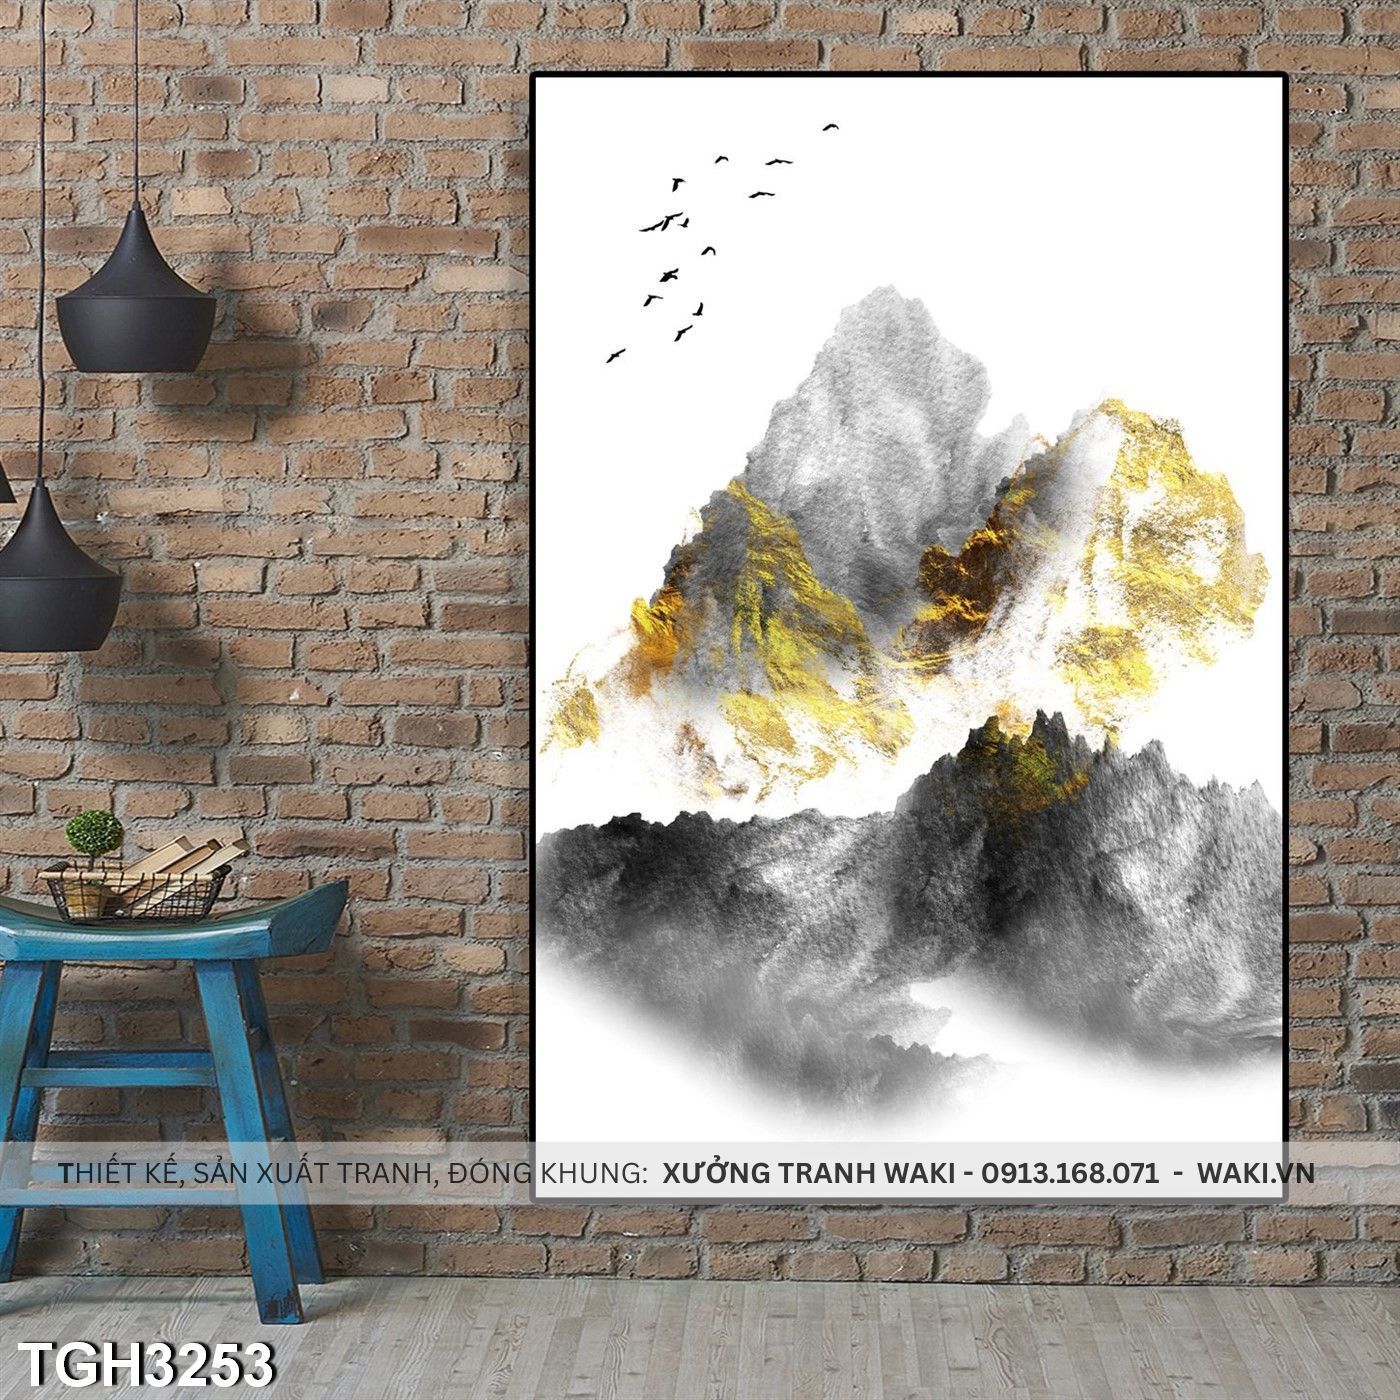 THIẾT KẾ, SẢN XUẤT TRANH, ĐÓNG KHUNG: XƯỞNG TRANH WAKI - 0913.168.071 - WAKI.VN
TGH3253